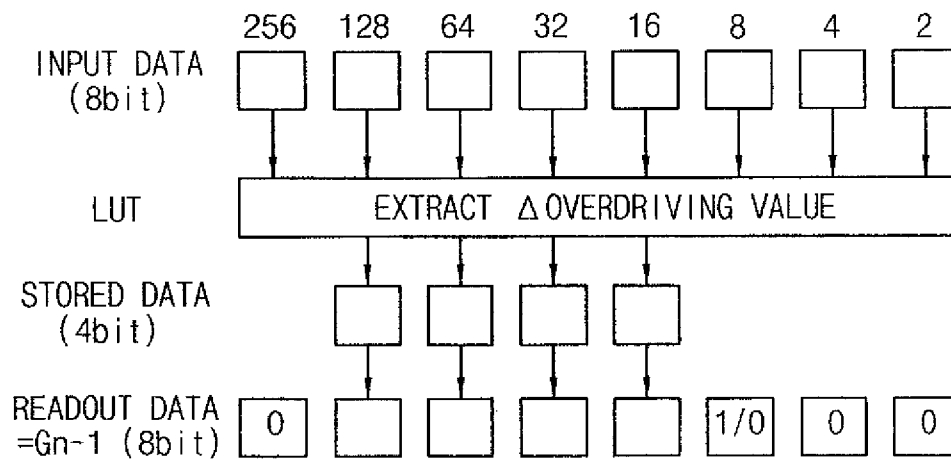 256 128 64 32 16 8 4 2
INPUT DATA
(8bit)
LUT EXTRACT Δ OVERDRIVING VALUE
STORED DATA
(4bit)
READOUT DATA
=Gn-1 (8bit)
0 1/0 0 0